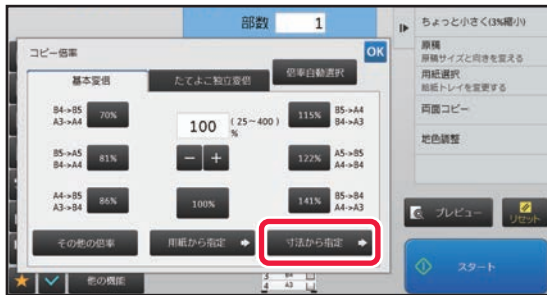 部数 1
コピー倍率
OK
基本変倍
たてよこ独立変倍
倍率自動選択
B4->B5
A3->A4
70%
100
(25~400)
%
115%
B5->A4
B4->A3
B5->A5
B4->A4
81%
122%
A5->B5
A4->B4
A4->B5
A3->B4
86%
100%
141%
B5->B4
A4->A3
その他の倍率
用紙から指定
寸法から指定
他の機能
3 B4
4 A3
ちょっと小さく(3%縮小)
原稿
原稿サイズと向きを変える
用紙選択
給紙トレイを変更する
両面コピー
地色調整
プレビュー
リセット
スタート